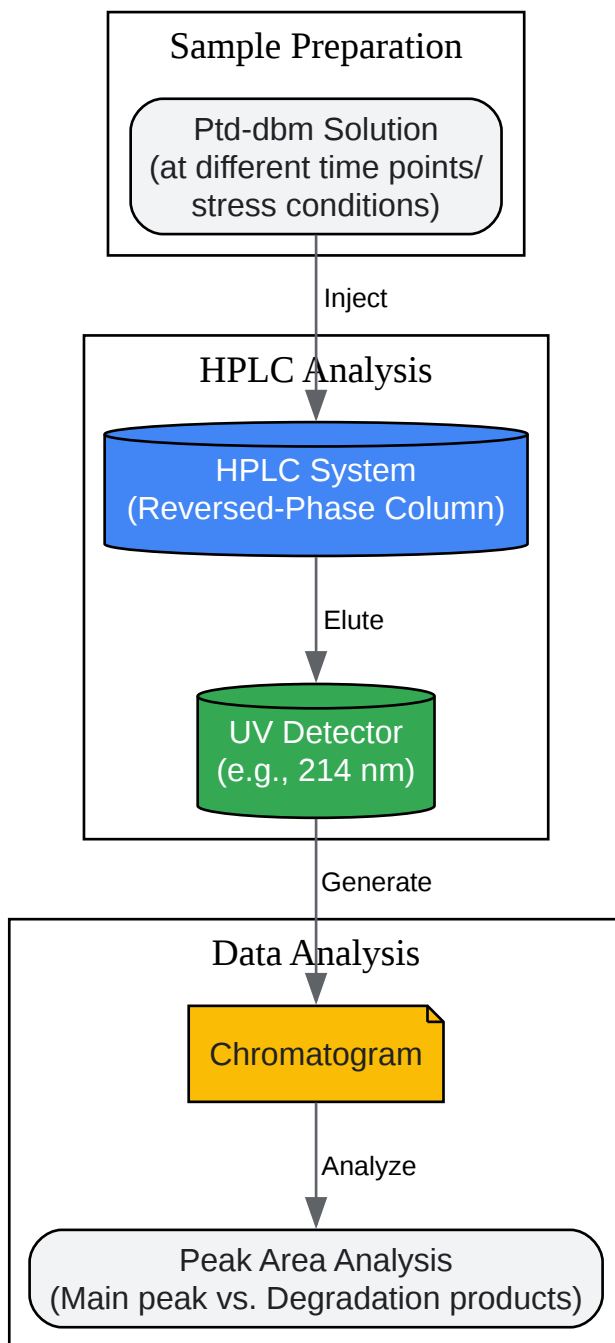 Sample Preparation
Ptd-dbm Solution
(at different time points/
stress conditions)
Inject
HPLC Analysis
HPLC System
(Reversed-Phase Column)
Elute
UV Detector
(e.g., 214 nm)
Generate
Data Analysis
Chromatogram
Analyze
Peak Area Analysis
(Main peak vs. Degradation products)